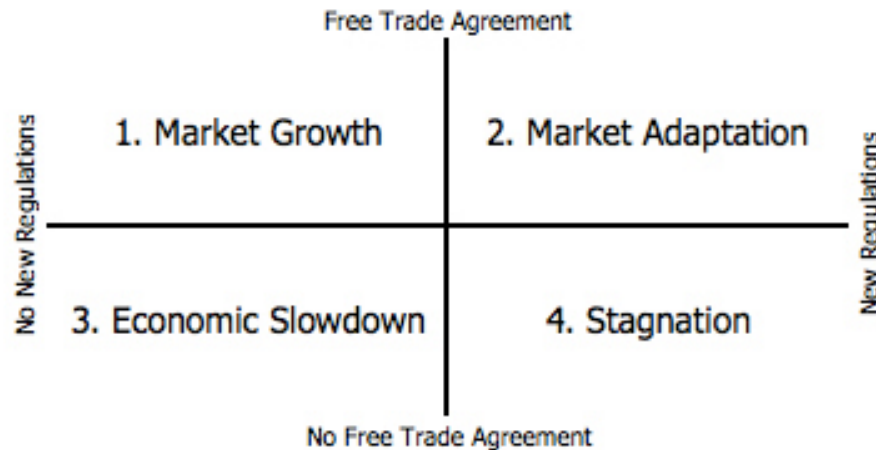 Free Trade Agreement
No New Regulations
1. Market Growth
2. Market Adaptation
New Regulations
3. Economic Slowdown
4. Stagnation
No Free Trade Agreement